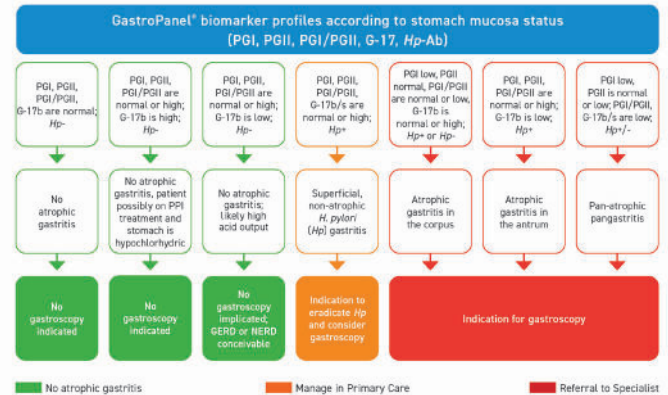 GastroPanel® biomarker profiles according to stomach mucosa status
(PGI, PGII, PGI/PGII, G-17, Hp-Ab)
PGI, PGII,
PGI/PGII,
G-17b are normal;
Hp-
PGI, PGII,
PGI/PGII are
normal or high;
G-17b is high;
Hp-
PGI, PGII,
PGI/PGII are
normal or high;
G-17b is low;
Hp-
PGI, PGII,
PGI/PGII,
G-17b/s are
normal or high;
Hp+
PGI low, PGII
normal, PGI/PGII
are normal or low,
G-17b is
normal or high;
Hp+ or Hp-
PGI, PGII,
PGI/PGII are
normal or high;
G-17b is low;
Hp+
PGI low,
PGII is normal
or low; PGI/PGII,
G-17b/s are low;
Hp+/-
No
atrophic
gastritis
No atrophic
gastritis, patient
possibly on PPI
treatment and
stomach is
hypochlorhydric
No atrophic
gastritis;
likely high
acid output
Superficial,
non-atrophic
H. pylori
(Hp) gastritis
Atrophic
gastritis in
the corpus
Atrophic
gastritis in
the antrum
Pan-atrophic
pangastritis
No
gastroscopy
indicated
No
gastroscopy
indicated
No
gastroscopy
implicated;
GERD or NERD
conceivable
Indication to
eradicate Hp
and consider
gastroscopy
Indication for gastroscopy
No atrophic gastritis
Manage in Primary Care
Referral to Specialist